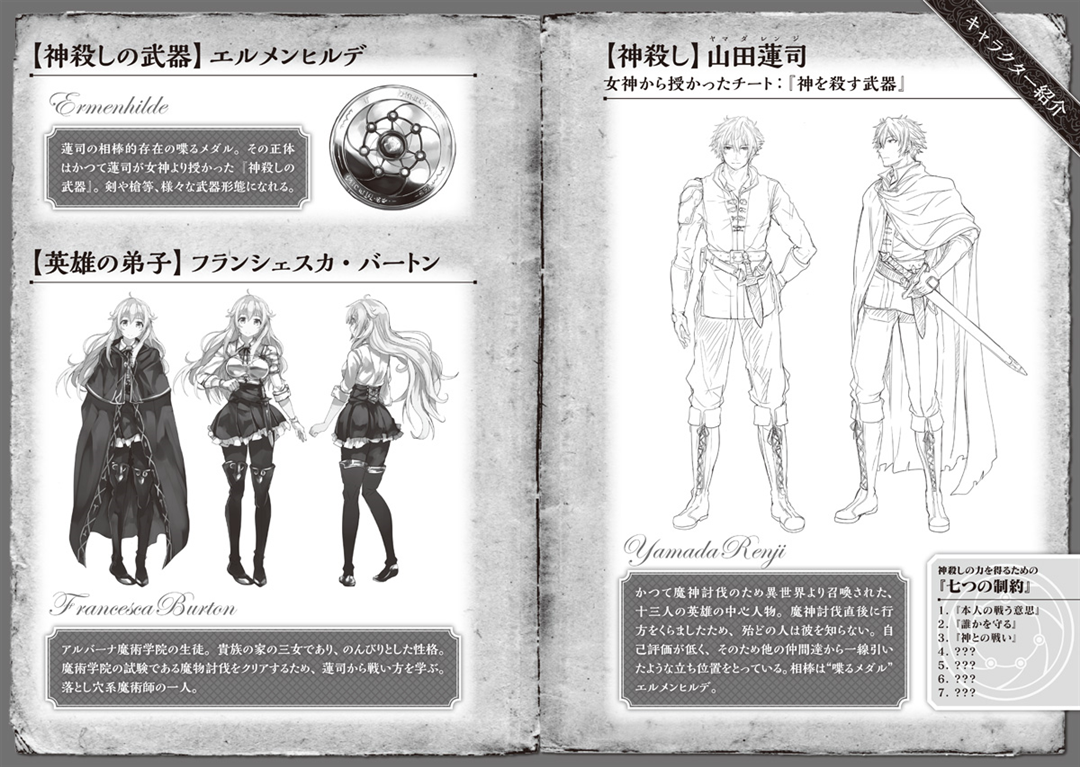 キャラクター紹介
【神殺し】山田蓮司
ヤマダレンジ
女神から授かったチート：『神を殺す武器』
Yamada Renji
かつて魔神討伐のため異世界より召喚された、
十三人の英雄の中心人物。魔神討伐直後に行
方をくらましたため、殆どの人は彼を知らない。自
己評価が低く、そのため他の仲間達から一線引い
たような立ち位置をとっている。相棒は“喋るメダル”
エルメンヒルデ。
神殺しの力を得るための
『七つの制約』
1.『本人の戦う意思』
2.『誰かを守る』
3.『神との戦い』
4. ???
5. ???
6. ???
7. ???
【神殺しの武器】エルメンヒルデ
Ermenhilde
蓮司の相棒的存在の喋るメダル。その正体
はかつて蓮司が女神より授かった『神殺しの
武器』。剣や槍等、様々な武器形態になれる。
【英雄の弟子】フランシェスカ・バートン
Francesca Burton
アルバーナ魔術学院の生徒。貴族の家の三女であり、のんびりとした性格。
魔術学院の試験である魔物討伐をクリアするため、蓮司から戦い方を学ぶ。
落とし穴系魔術師の一人。